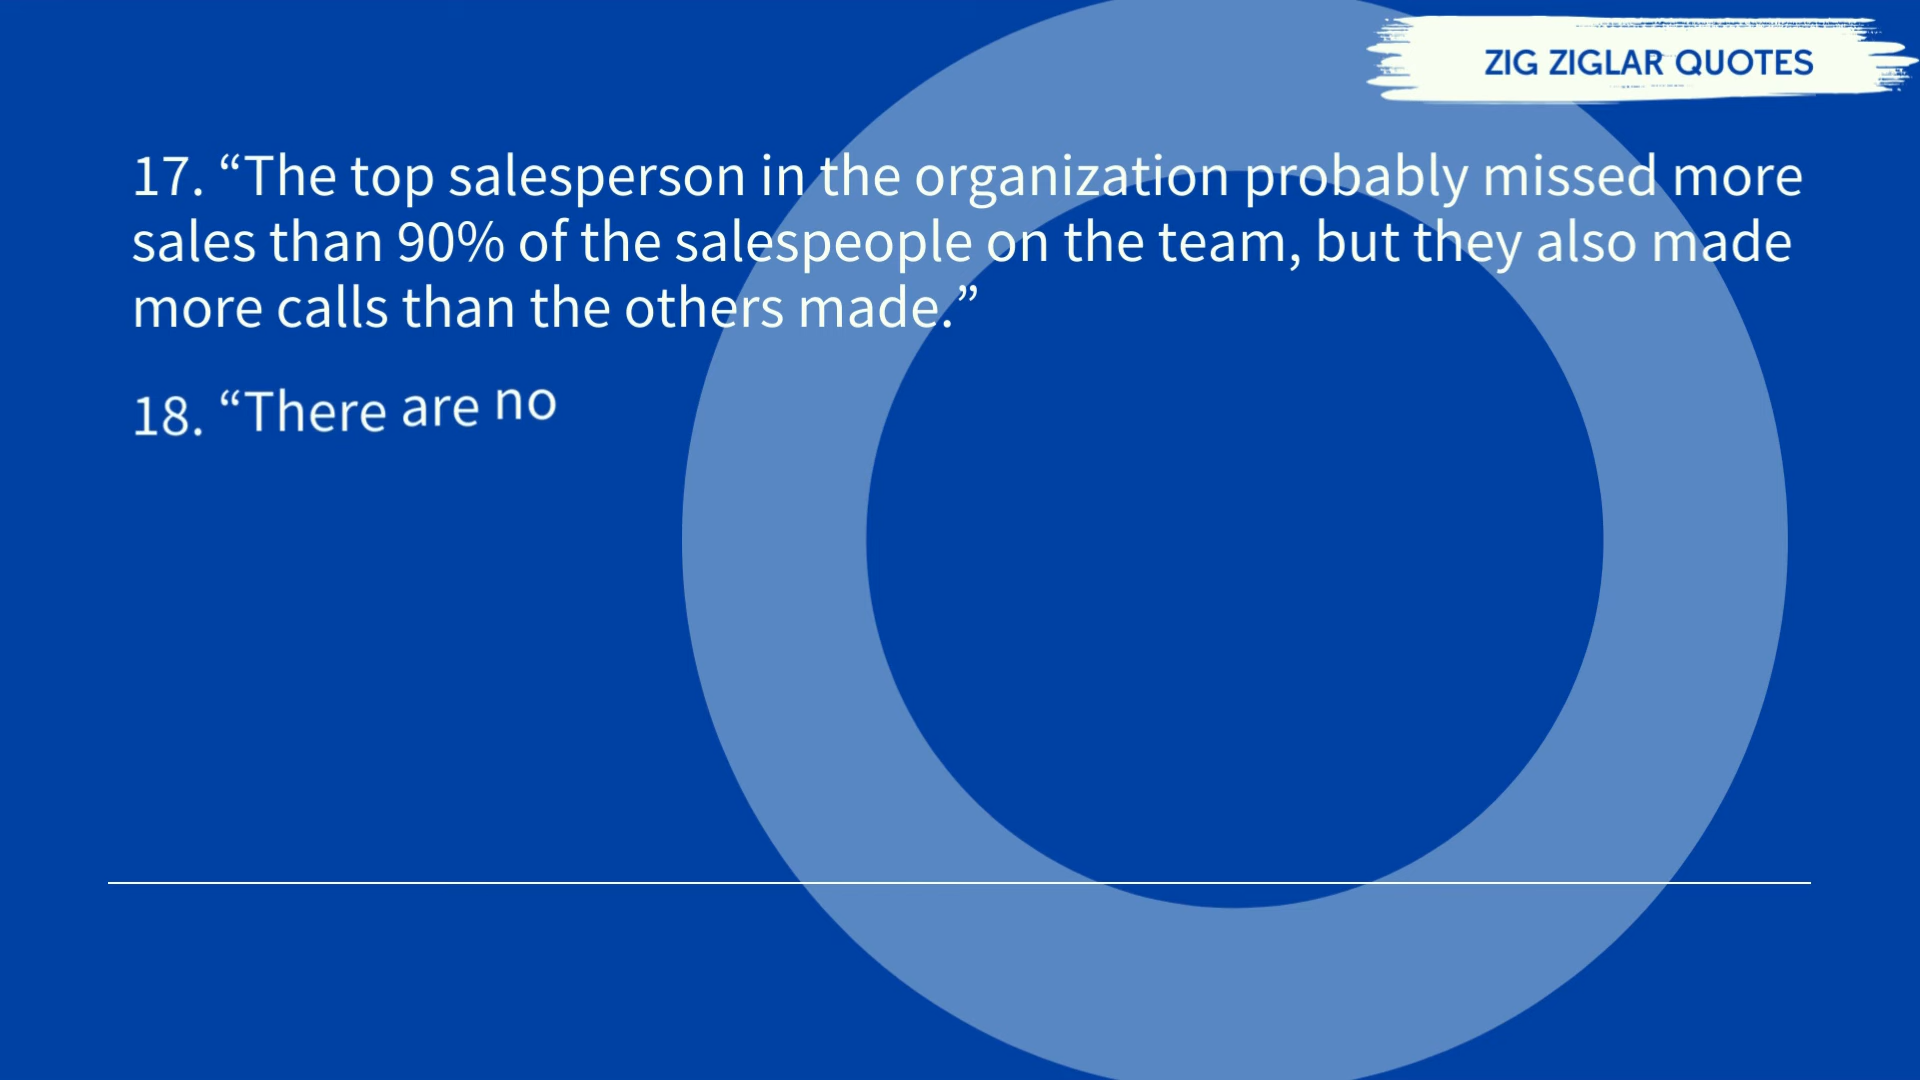 ZIG ZIGLAR QUOTES
17. “The top salesperson in the organization probably missed more
sales than 90% of the salespeople on the team, but they also made
more calls than the others made.”
18. “There are no